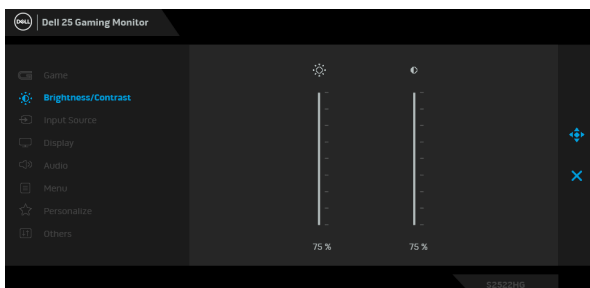 DELL
Dell 25 Gaming Monitor
Game
Brightness/Contrast
Input Source
Display
Audio
Menu
Personalize
Others
75 %
75 %
S2522HG